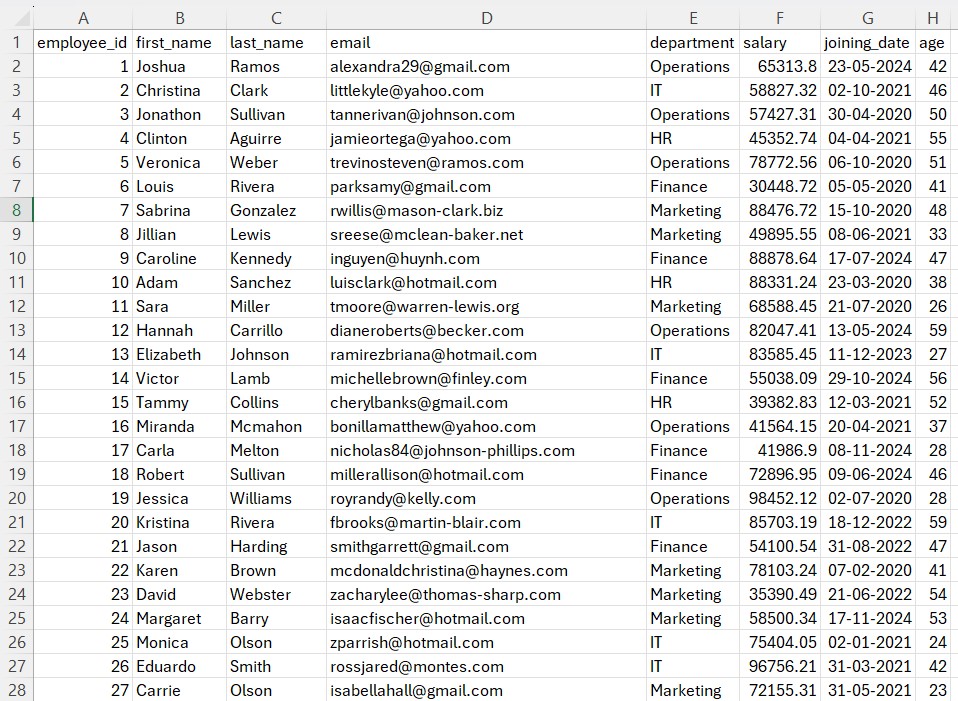 A B C D E F G H
1 employee_id first_name last_name email department salary joining_date age
2 1 Joshua Ramos alexandra29@gmail.com Operations 65313.8 23-05-2024 42
3 2 Christina Clark littlekyle@yahoo.com IT 58827.32 02-10-2021 46
4 3 Jonathon Sullivan tannerivan@johnson.com Operations 57427.31 30-04-2020 50
5 4 Clinton Aguirre jamieortega@yahoo.com HR 45352.74 04-04-2021 55
6 5 Veronica Weber trevinosteven@ramos.com Operations 78772.56 06-10-2020 51
7 6 Louis Rivera parksamy@gmail.com Finance 30448.72 05-05-2020 41
8 7 Sabrina Gonzalez rwillis@mason-clark.biz Marketing 88476.72 15-10-2020 48
9 8 Jillian Lewis sreese@mclean-baker.net Marketing 49895.55 08-06-2021 33
10 9 Caroline Kennedy inguyen@huynh.com Finance 88878.64 17-07-2024 47
11 10 Adam Sanchez luisclark@hotmail.com HR 88331.24 23-03-2020 38
12 11 Sara Miller tmoore@warren-lewis.org Marketing 68588.45 21-07-2020 26
13 12 Hannah Carrillo dianeroberts@becker.com Operations 82047.41 13-05-2024 59
14 13 Elizabeth Johnson ramirezbriana@hotmail.com IT 83585.45 11-12-2023 27
15 14 Victor Lamb michellebrown@finley.com Finance 55038.09 29-10-2024 56
16 15 Tammy Collins cherylbanks@gmail.com HR 39382.83 12-03-2021 52
17 16 Miranda Mcmahon bonillamatthew@yahoo.com Operations 41564.15 20-04-2021 37
18 17 Carla Melton nicholas84@johnson-phillips.com Finance 41986.9 08-11-2024 28
19 18 Robert Sullivan millerallison@hotmail.com Finance 72896.95 09-06-2024 46
20 19 Jessica Williams royrandy@kelly.com Operations 98452.12 02-07-2020 28
21 20 Kristina Rivera fbrooks@martin-blair.com IT 85703.19 18-12-2022 59
22 21 Jason Harding smithgarrett@gmail.com Finance 54100.54 31-08-2022 47
23 22 Karen Brown mcdonaldchristina@haynes.com Marketing 78103.24 07-02-2020 41
24 23 David Webster zacharylee@thomas-sharp.com Marketing 35390.49 21-06-2022 54
25 24 Margaret Barry isaacfischer@hotmail.com Marketing 58500.34 17-11-2024 53
26 25 Monica Olson zparrish@hotmail.com IT 75404.05 02-01-2021 24
27 26 Eduardo Smith rossjared@montes.com IT 96756.21 31-03-2021 42
28 27 Carrie Olson isabellahall@gmail.com Marketing 72155.31 31-05-2021 23